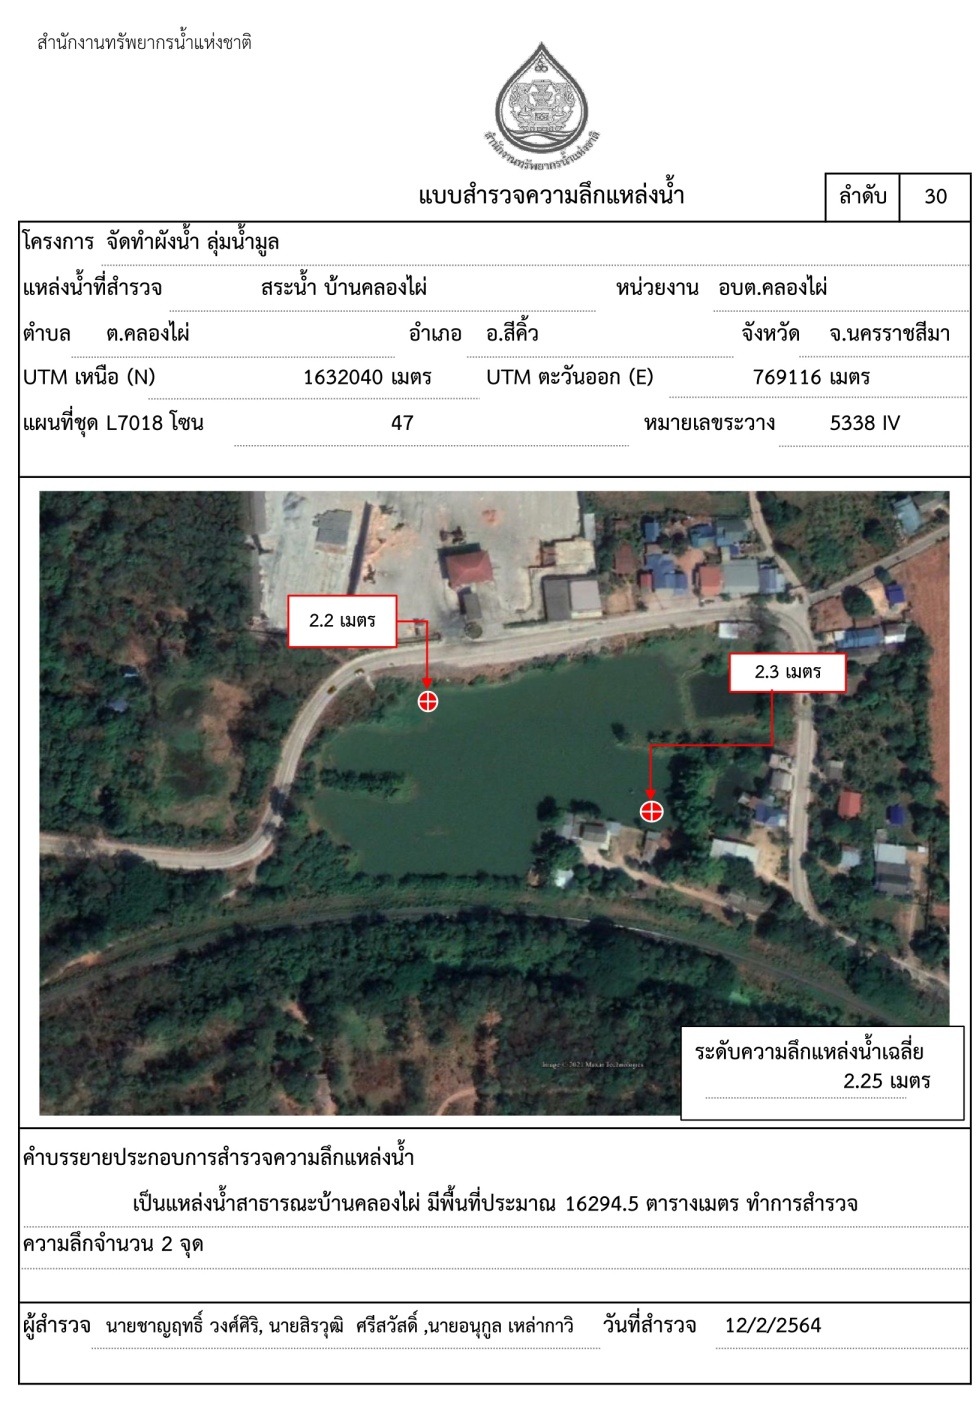 สำนักงานทรัพยากรน้ำแห่งชาติ
สำนักงานทรัพยากรน้ำแห่งชาติ
แบบสำรวจความลึกแหล่งน้ำ
ลำดับ 30
โครงการ จัดทำผังน้ำ ลุ่มน้ำมูล
แหล่งน้ำที่สำรวจ สระน้ำ บ้านคลองไผ่ หน่วยงาน อบต.คลองไผ่
ตำบล ต.คลองไผ่ อำเภอ อ.สีคิ้ว จังหวัด จ.นครราชสีมา
UTM เหนือ (N) 1632040 เมตร UTM ตะวันออก (E) 769116 เมตร
แผนที่ชุด L7018 โซน 47 หมายเลขระวาง 5338 IV
2.2 เมตร
2.3 เมตร
Image © 2021 Maxar Technologies
ระดับความลึกแหล่งน้ำเฉลี่ย
2.25 เมตร
คำบรรยายประกอบการสำรวจความลึกแหล่งน้ำ
เป็นแหล่งน้ำสาธารณะบ้านคลองไผ่ มีพื้นที่ประมาณ 16294.5 ตารางเมตร ทำการสำรวจ
ความลึกจำนวน 2 จุด
ผู้สำรวจ นายชาญฤทธิ์ วงศ์ศิริ, นายสิรวุฒิ ศรีสวัสดิ์ ,นายอนุกูล เหล่ากาวิ วันที่สำรวจ 12/2/2564